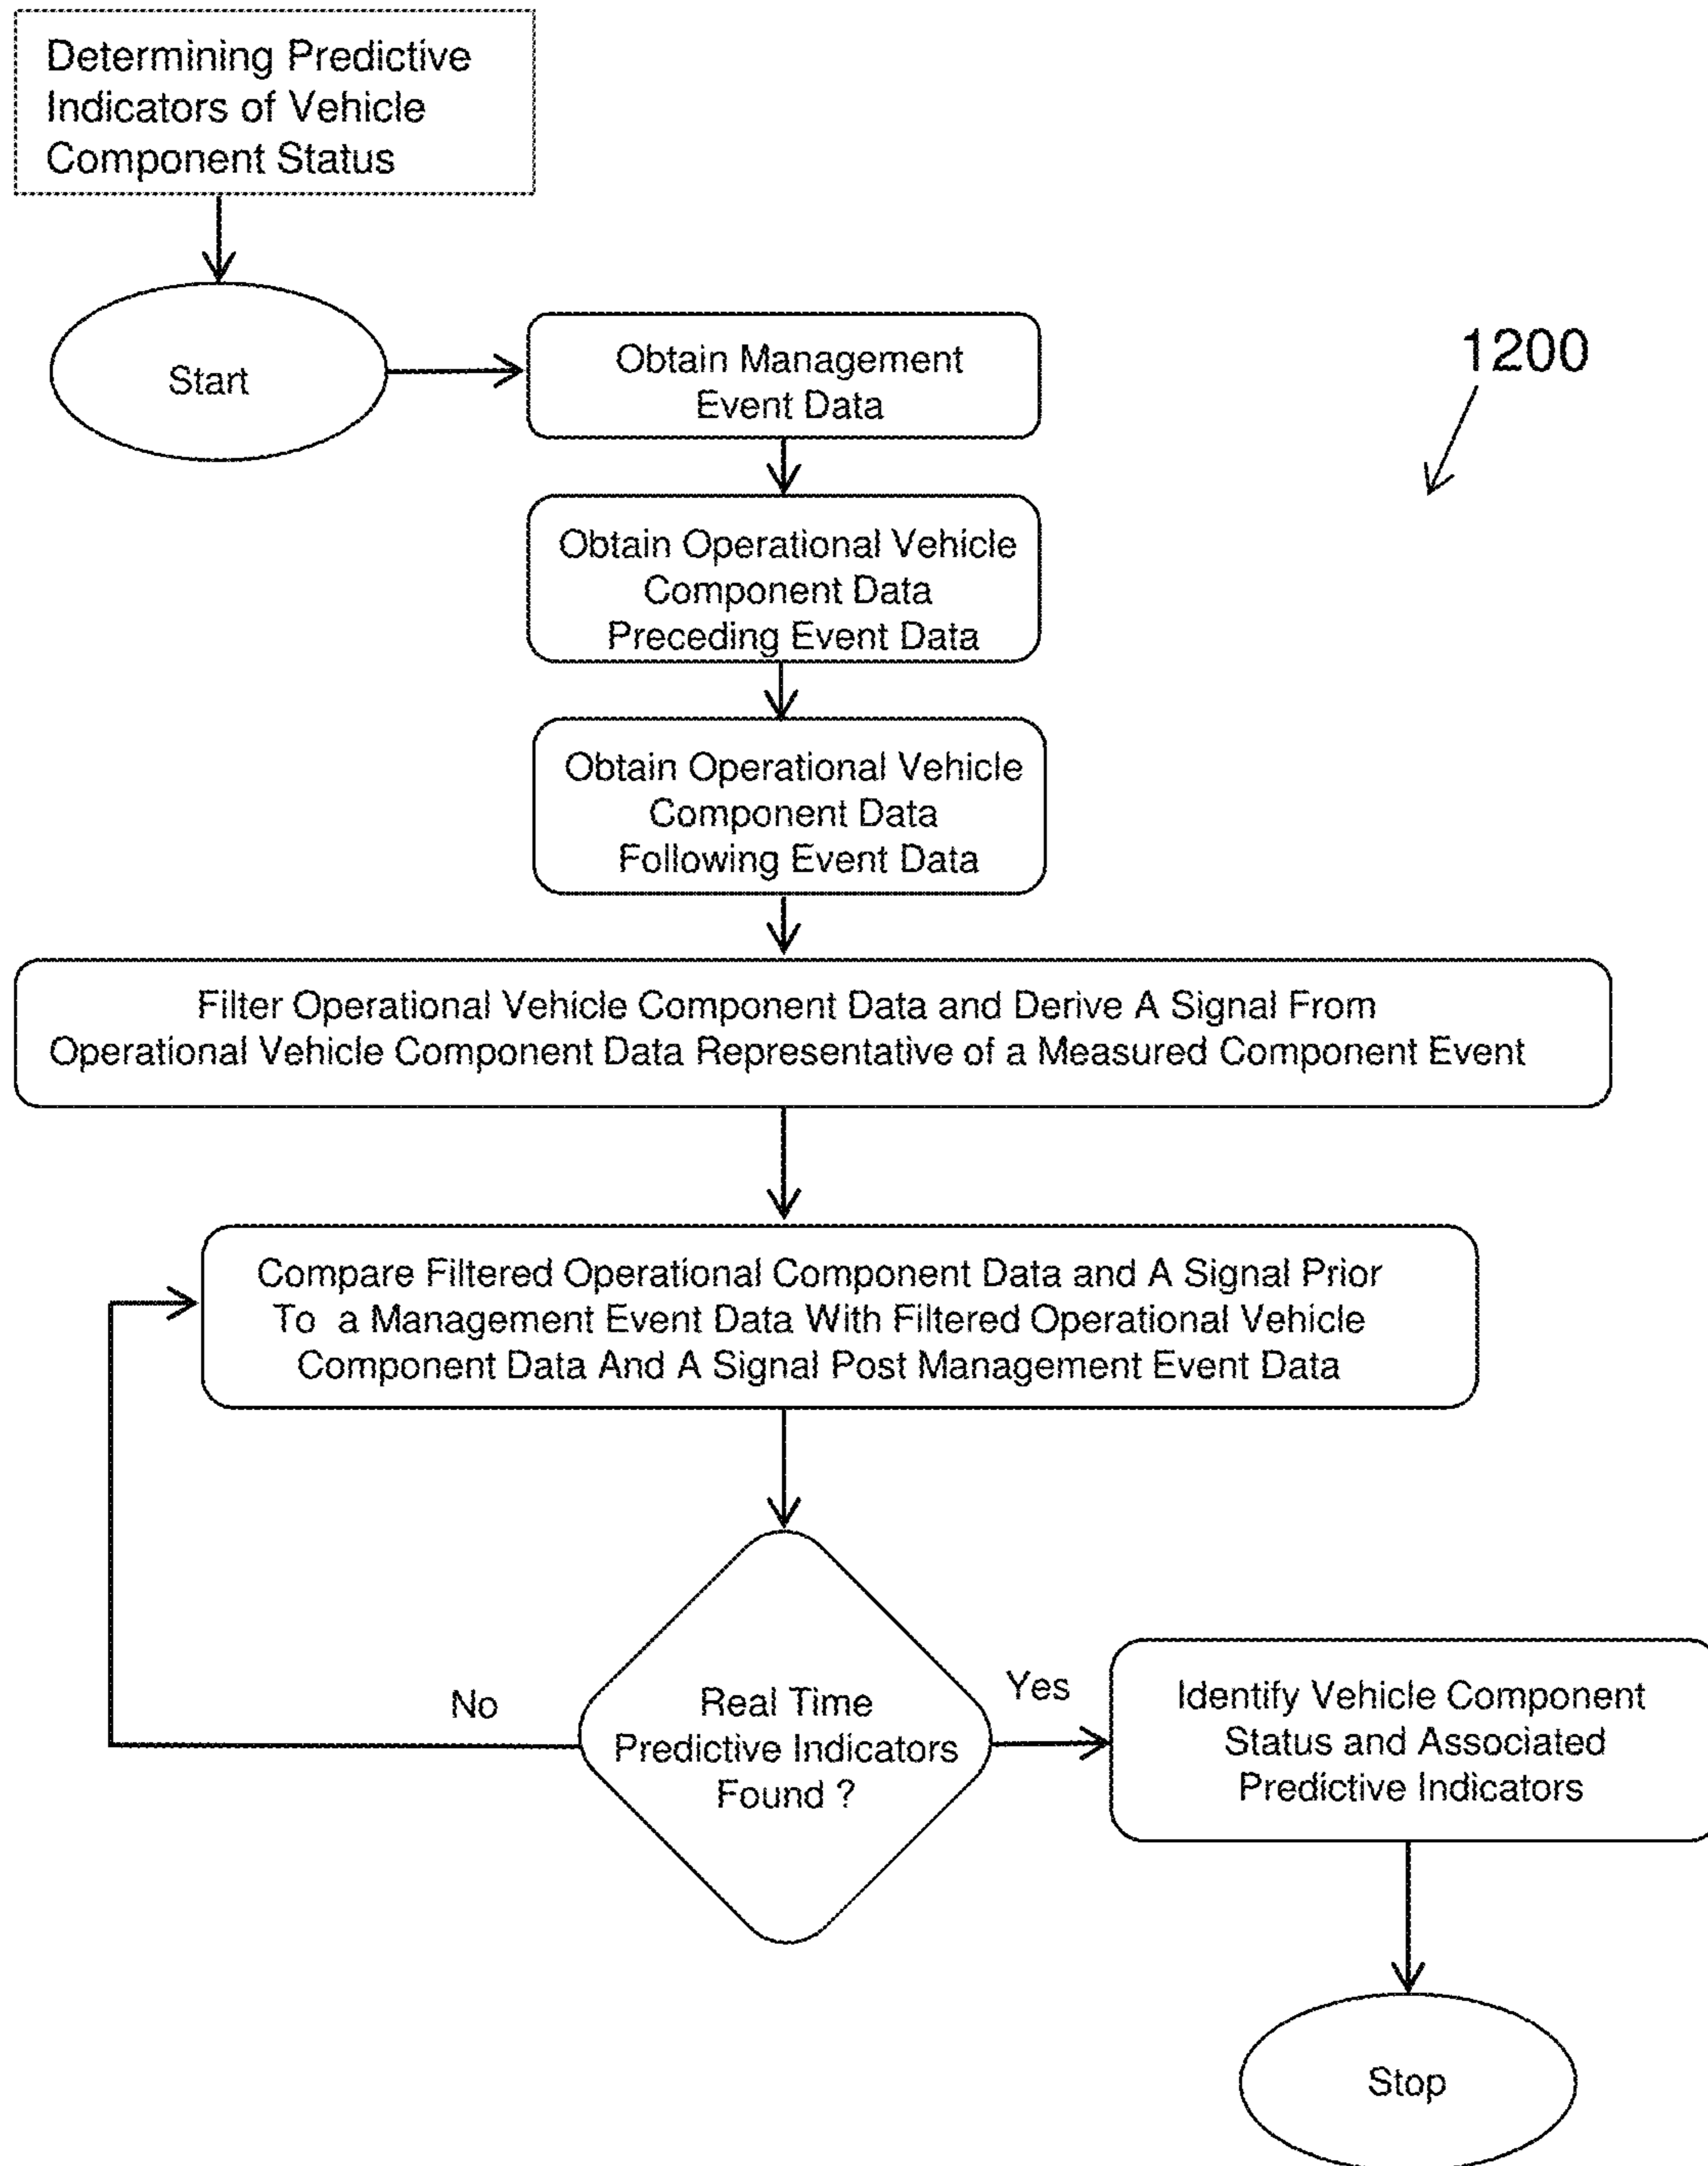 Determining Predictive
Indicators of Vehicle
Component Status
Start
Obtain Management
Event Data
1200
Obtain Operational Vehicle
Component Data
Preceding Event Data
Obtain Operational Vehicle
Component Data
Following Event Data
Filter Operational Vehicle Component Data and Derive A Signal From
Operational Vehicle Component Data Representative of a Measured Component Event
Compare Filtered Operational Component Data and A Signal Prior
To a Management Event Data With Filtered Operational Vehicle
Component Data And A Signal Post Management Event Data
No
Real Time
Predictive Indicators
Found ?
Yes
Identify Vehicle Component
Status and Associated
Predictive Indicators
Stop